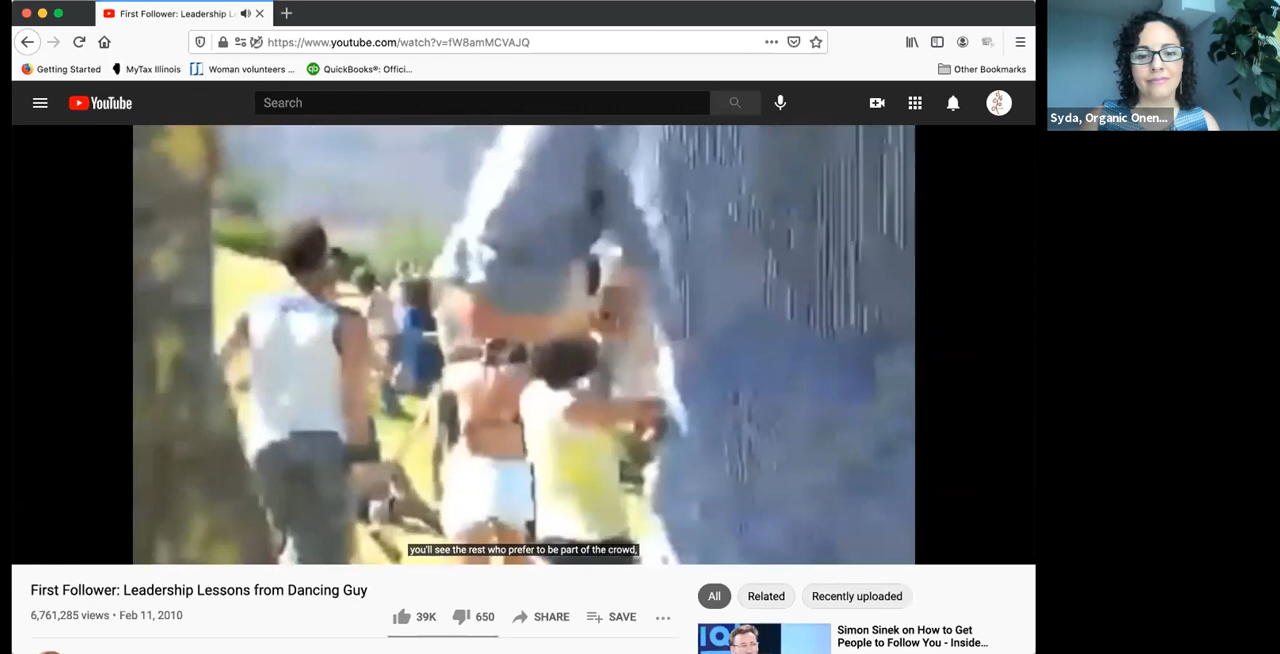 First Follower: Leadership L
https://www.youtube.com/watch?v=fW8amMCVAJQ
Getting Started
MyTax Illinois
Woman volunteers ...
QuickBooks®: Offici...
Other Bookmarks
YouTube
Search
Syda, Organic Onen...
you'll see the rest who prefer to be part of the crowd,
First Follower: Leadership Lessons from Dancing Guy
6,761,285 views • Feb 11, 2010
39K
650
SHARE
SAVE
All
Related
Recently uploaded
IQ
Simon Sinek on How to Get
People to Follow You - Inside...